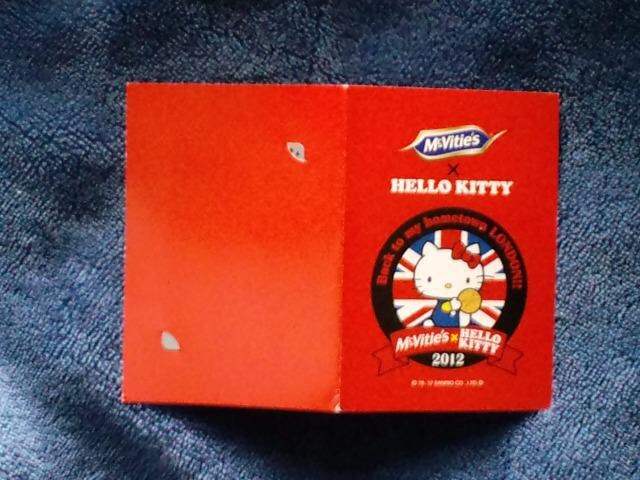 McVitie's
×
HELLO KITTY
Back to my hometown LONDON!!
McVitie's × HELLO KITTY
2012